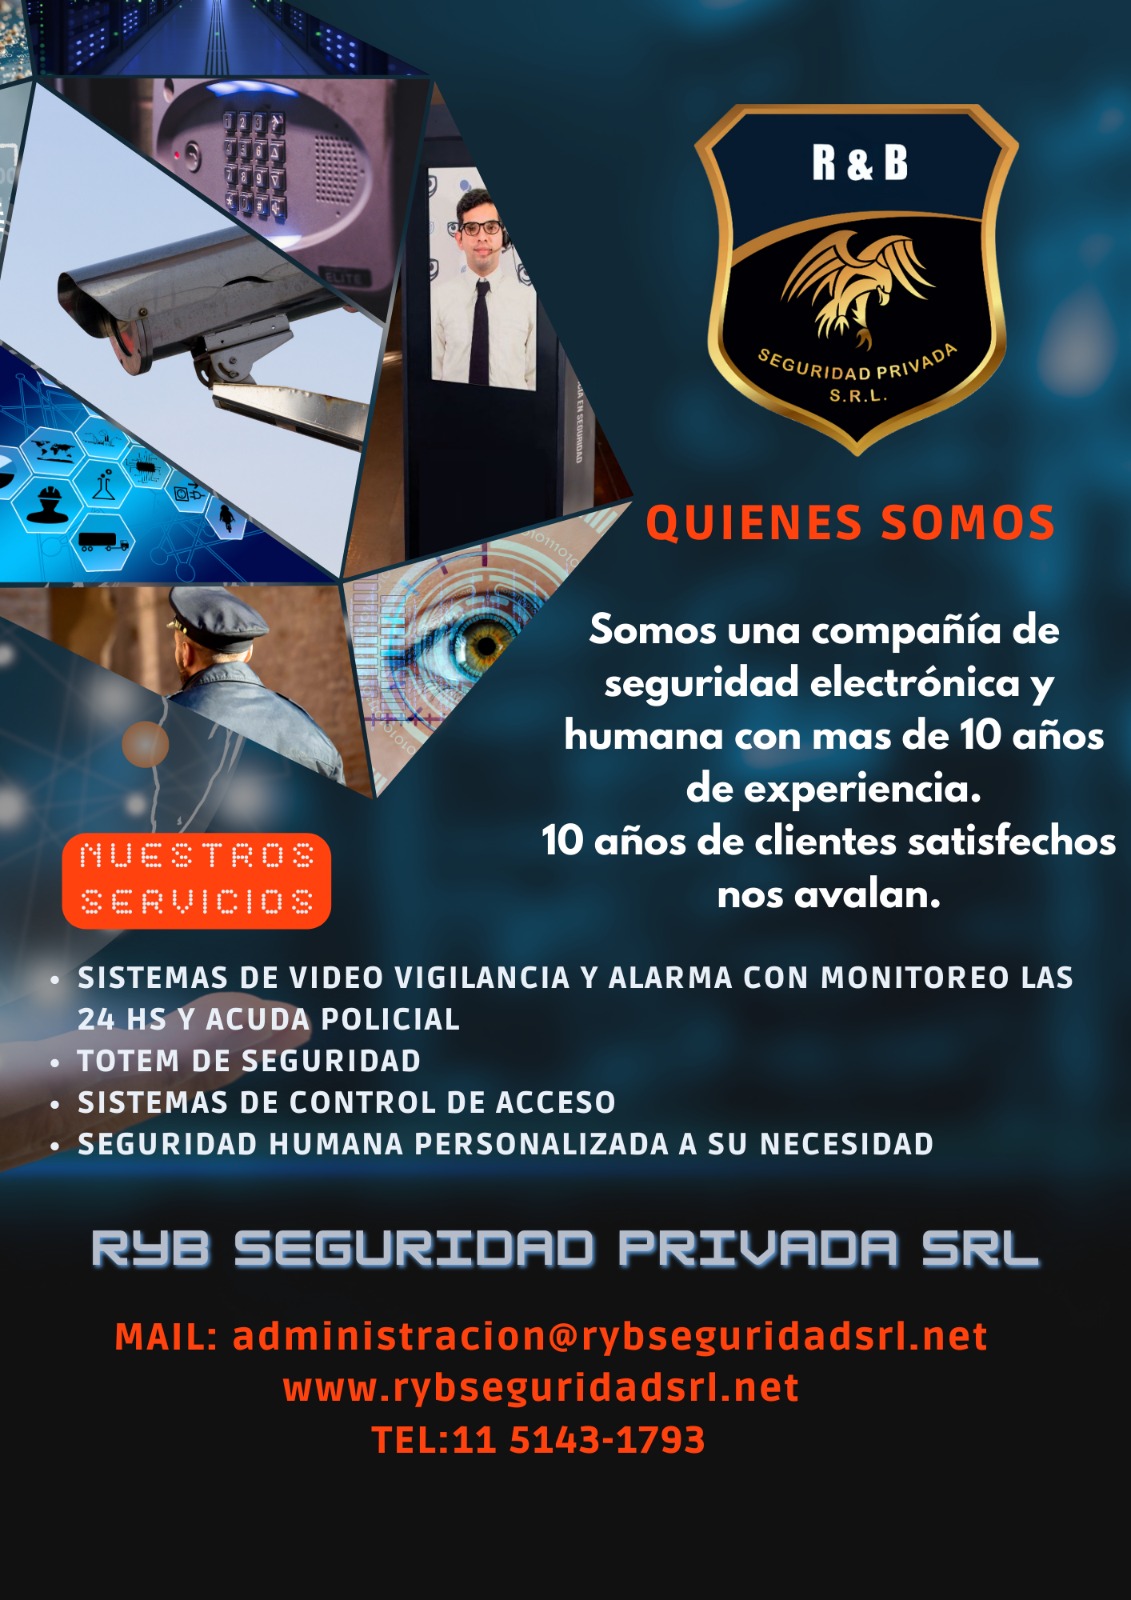 R & B
SEGURIDAD PRIVADA
S.R.L.
ELITE
QUIENES SOMOS
Somos una compañía de
seguridad electrónica y
humana con mas de 10 años
de experiencia.
10 años de clientes satisfechos
nos avalan.
NUESTROS
SERVICIOS
• SISTEMAS DE VIDEO VIGILANCIA Y ALARMA CON MONITOREO LAS
24 HS Y ACUDA POLICIAL
• TOTEM DE SEGURIDAD
• SISTEMAS DE CONTROL DE ACCESO
• SEGURIDAD HUMANA PERSONALIZADA A SU NECESIDAD
RYB SEGURIDAD PRIVADA SRL
MAIL: administracion@rybseguridadsrl.net
www.rybseguridadsrl.net
TEL:11 5143-1793